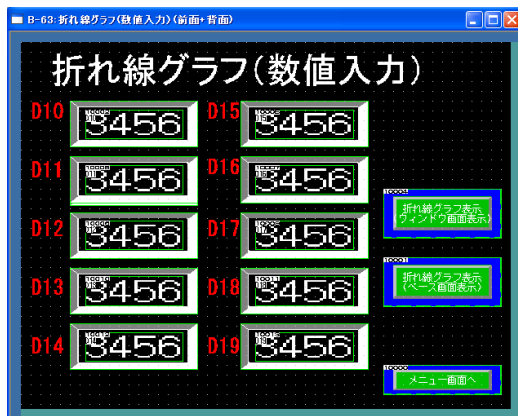 B-63:折れ線グラフ(数値入力)(前面+背面)
折れ線グラフ(数値入力)
D10 3456 D15 3456
D11 3456 D16 3456
10004
折れ線グラフ表示
(ウィンドウ画面表示)
D12 3456 D17 3456
10001
折れ線グラフ表示
(ベース画面表示)
D13 3456 D18 3456
D14 3456 D19 3456
10000
メニュー画面へ